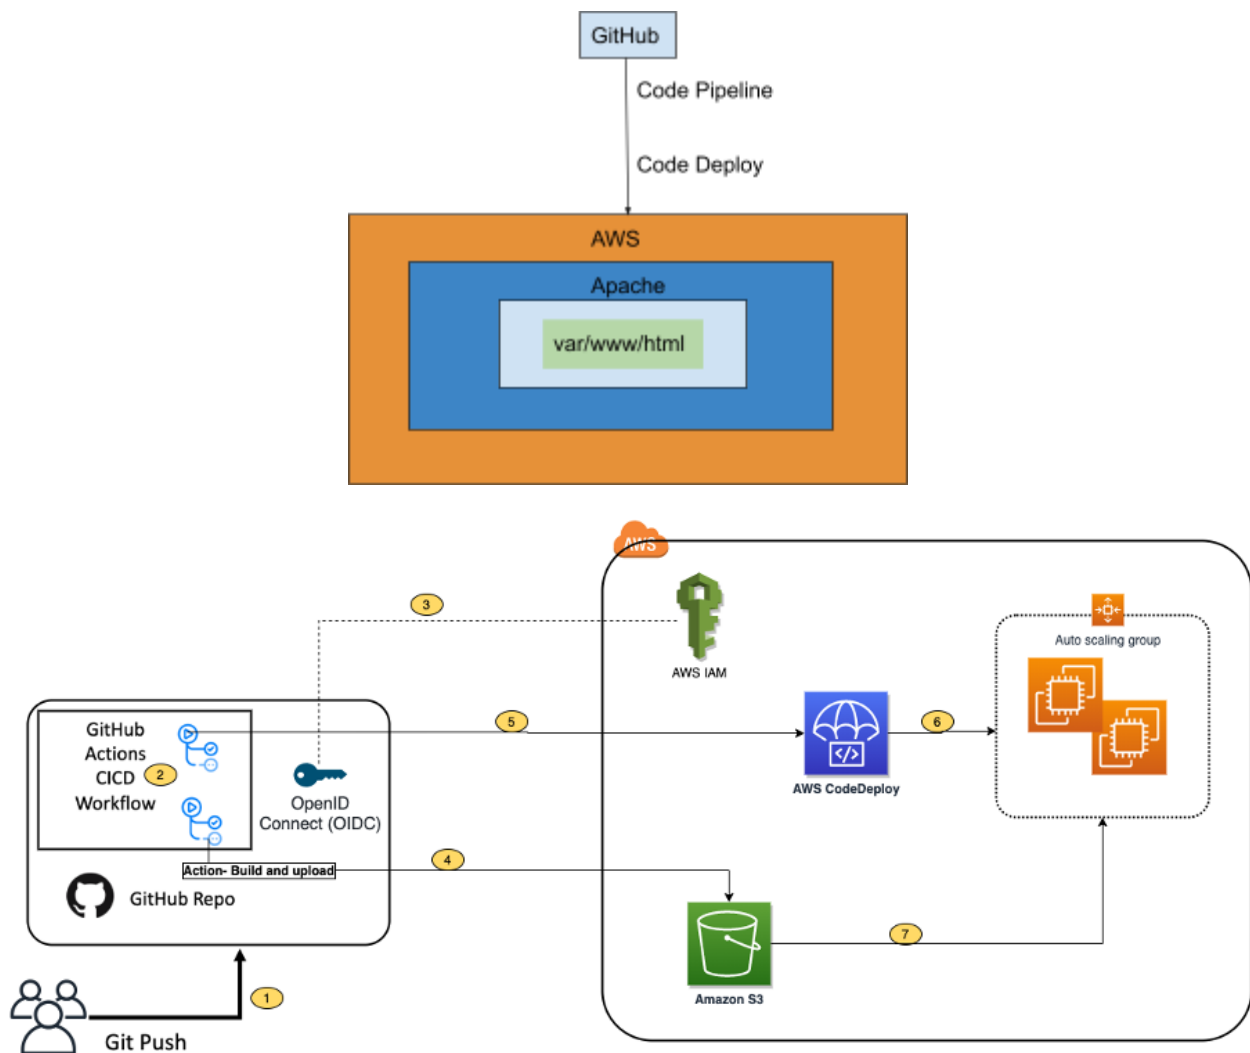 GitHub
Code Pipeline
Code Deploy
AWS
Apache
var/www/html
AWS
3
AWS IAM
Auto scaling group
GitHub
Actions
CICD
Workflow
2
OpenID
Connect (OIDC)
5
AWS CodeDeploy
6
Action- Build and upload
4
GitHub Repo
Amazon S3
7
1
Git Push